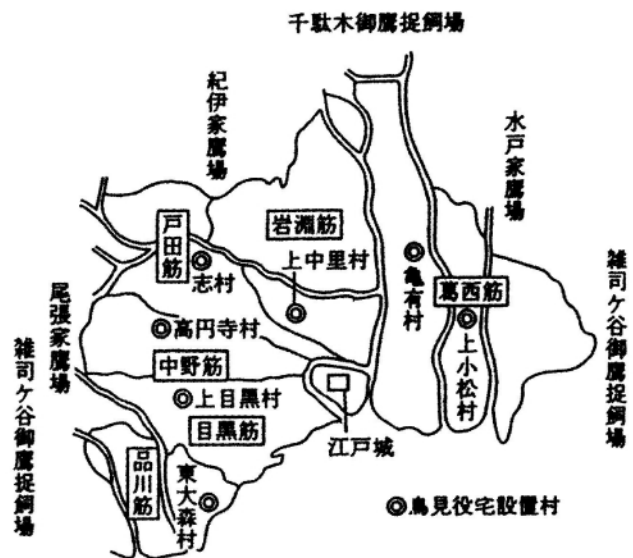 千駄木御鷹捉飼場
紀伊家鷹場
水戸家鷹場
戸田筋
岩淵筋
志村
上中里村
亀有村
葛西筋
上小松村
雑司ケ谷御鷹捉飼場
尾張家鷹場
雑司ケ谷御鷹捉飼場
高円寺村
中野筋
上目黒村
目黒筋
江戸城
品川筋
東大森村
◎鳥見役宅設置村